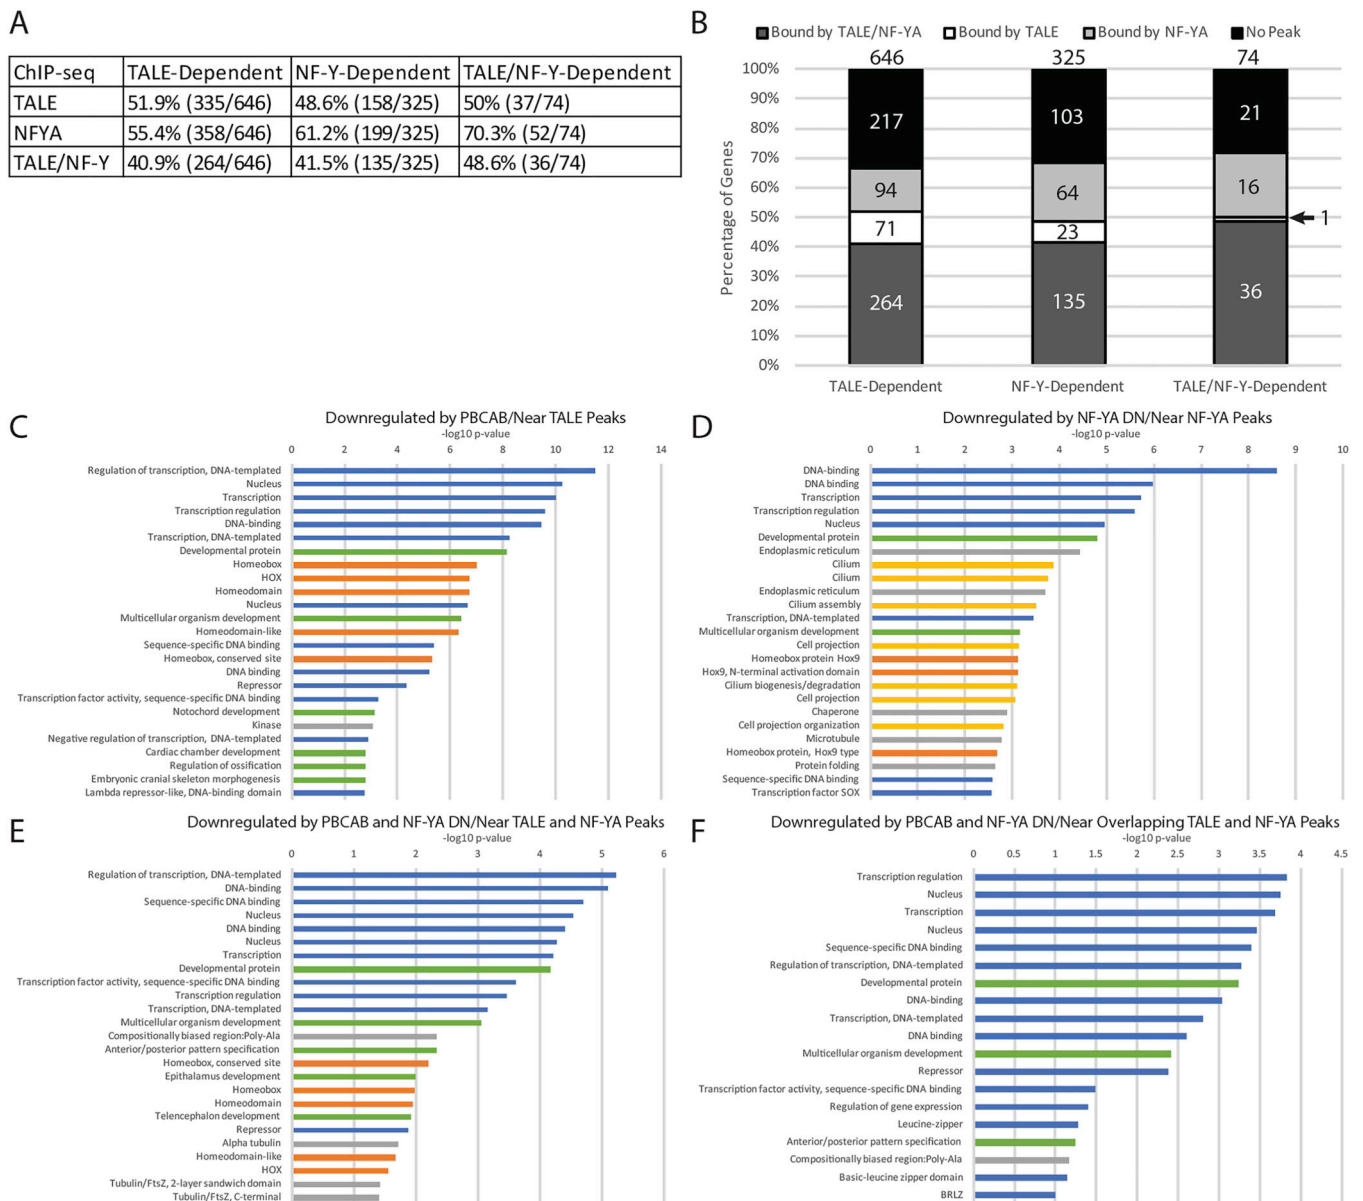 A
ChIP-seq TALE-Dependent NF-Y-Dependent TALE/NF-Y-Dependent
TALE 51.9% (335/646) 48.6% (158/325) 50% (37/74)
NFYA 55.4% (358/646) 61.2% (199/325) 70.3% (52/74)
TALE/NF-Y 40.9% (264/646) 41.5% (135/325) 48.6% (36/74)
B
Bound by TALE/NF-YA Bound by TALE Bound by NF-YA No Peak
646 325 74
Percentage of Genes
100%
90%
80%
70%
60%
50%
40%
30%
20%
10%
0%
217 103 21
94 64 16
71 23 1
264 135 36
TALE-Dependent NF-Y-Dependent TALE/NF-Y-Dependent
C
Downregulated by PBCAB/Near TALE Peaks
-log10 p-value
0 2 4 6 8 10 12 14
Regulation of transcription, DNA-templated
Nucleus
Transcription
Transcription regulation
DNA-binding
Transcription, DNA-templated
Developmental protein
Homeobox
HOX
Homeodomain
Nucleus
Multicellular organism development
Homeodomain-like
Sequence-specific DNA binding
Homeobox, conserved site
DNA binding
Repressor
Transcription factor activity, sequence-specific DNA binding
Notochord development
Kinase
Negative regulation of transcription, DNA-templated
Cardiac chamber development
Regulation of ossification
Embryonic cranial skeleton morphogenesis
Lambda repressor-like, DNA-binding domain
D
Downregulated by NF-YA DN/Near NF-YA Peaks
-log10 p-value
0 1 2 3 4 5 6 7 8 9 10
DNA-binding
DNA binding
Transcription
Transcription regulation
Nucleus
Developmental protein
Endoplasmic reticulum
Cilium
Cilium
Endoplasmic reticulum
Cilium assembly
Transcription, DNA-templated
Multicellular organism development
Cell projection
Homeobox protein Hox9
Hox9, N-terminal activation domain
Cilium biogenesis/degradation
Cell projection
Chaperone
Cell projection organization
Microtubule
Homeobox protein, Hox9 type
Protein folding
Sequence-specific DNA binding
Transcription factor SOX
E
Downregulated by PBCAB and NF-YA DN/Near TALE and NF-YA Peaks
-log10 p-value
0 1 2 3 4 5 6
Regulation of transcription, DNA-templated
DNA-binding
Sequence-specific DNA binding
Nucleus
DNA binding
Nucleus
Transcription
Developmental protein
Transcription factor activity, sequence-specific DNA binding
Transcription regulation
Transcription, DNA-templated
Multicellular organism development
Compositionally biased region:Poly-Ala
Anterior/posterior pattern specification
Homeobox, conserved site
Epithalamus development
Homeobox
Homeodomain
Telencephalon development
Repressor
Alpha tubulin
Homeodomain-like
HOX
Tubulin/FtsZ, 2-layer sandwich domain
Tubulin/FtsZ, C-terminal
F
Downregulated by PBCAB and NF-YA DN/Near Overlapping TALE and NF-YA Peaks
-log10 p-value
0 0.5 1 1.5 2 2.5 3 3.5 4 4.5
Transcription regulation
Nucleus
Transcription
Nucleus
Sequence-specific DNA binding
Regulation of transcription, DNA-templated
Developmental protein
DNA-binding
Transcription, DNA-templated
DNA binding
Multicellular organism development
Repressor
Transcription factor activity, sequence-specific DNA binding
Regulation of gene expression
Leucine-zipper
Anterior/posterior pattern specification
Compositionally biased region:Poly-Ala
Basic-leucine zipper domain
BRLZ